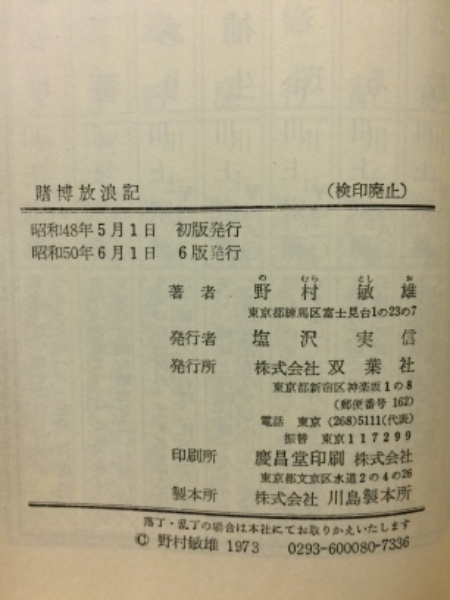 賭博放浪記 (検印廃止)
昭和48年5月1日 初版発行
昭和50年6月1日 6版発行
の むら とし お
著者 野村敏雄
東京都練馬区富士見台1の23の7
発行者 塩沢実信
発行所 株式会社 双葉社
東京都新宿区神楽坂1の8
(郵便番号 162)
電話 東京 (268)5111(代表)
振替 東京117299
印刷所 慶昌堂印刷 株式会社
東京都文京区水道2の4の26
製本所 株式会社 川島製本所
落丁・乱丁の場合は本社にてお取りかえいたします
© 野村敏雄 1973 0293-600080-7336